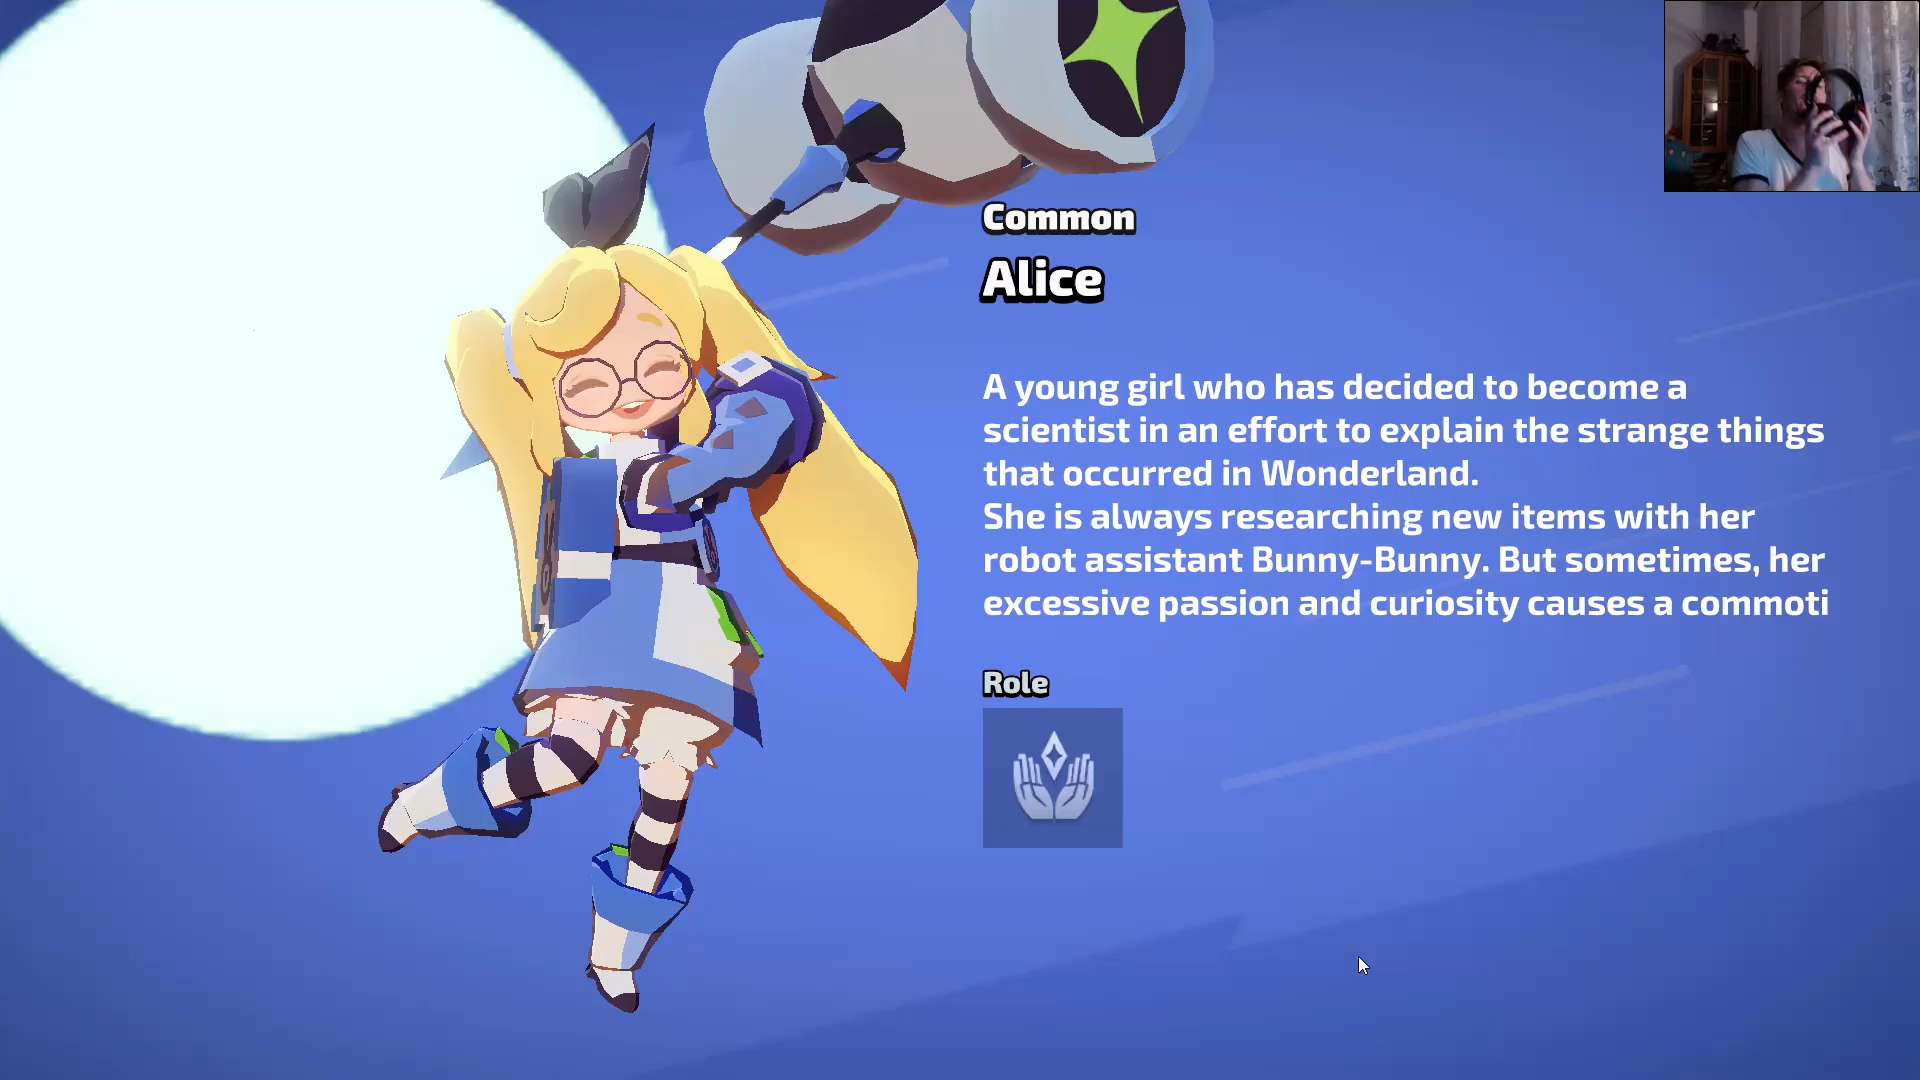 Common
Alice
A young girl who has decided to become a
scientist in an effort to explain the strange things
that occurred in Wonderland.
She is always researching new items with her
robot assistant Bunny-Bunny. But sometimes, her
excessive passion and curiosity causes a commoti
Role